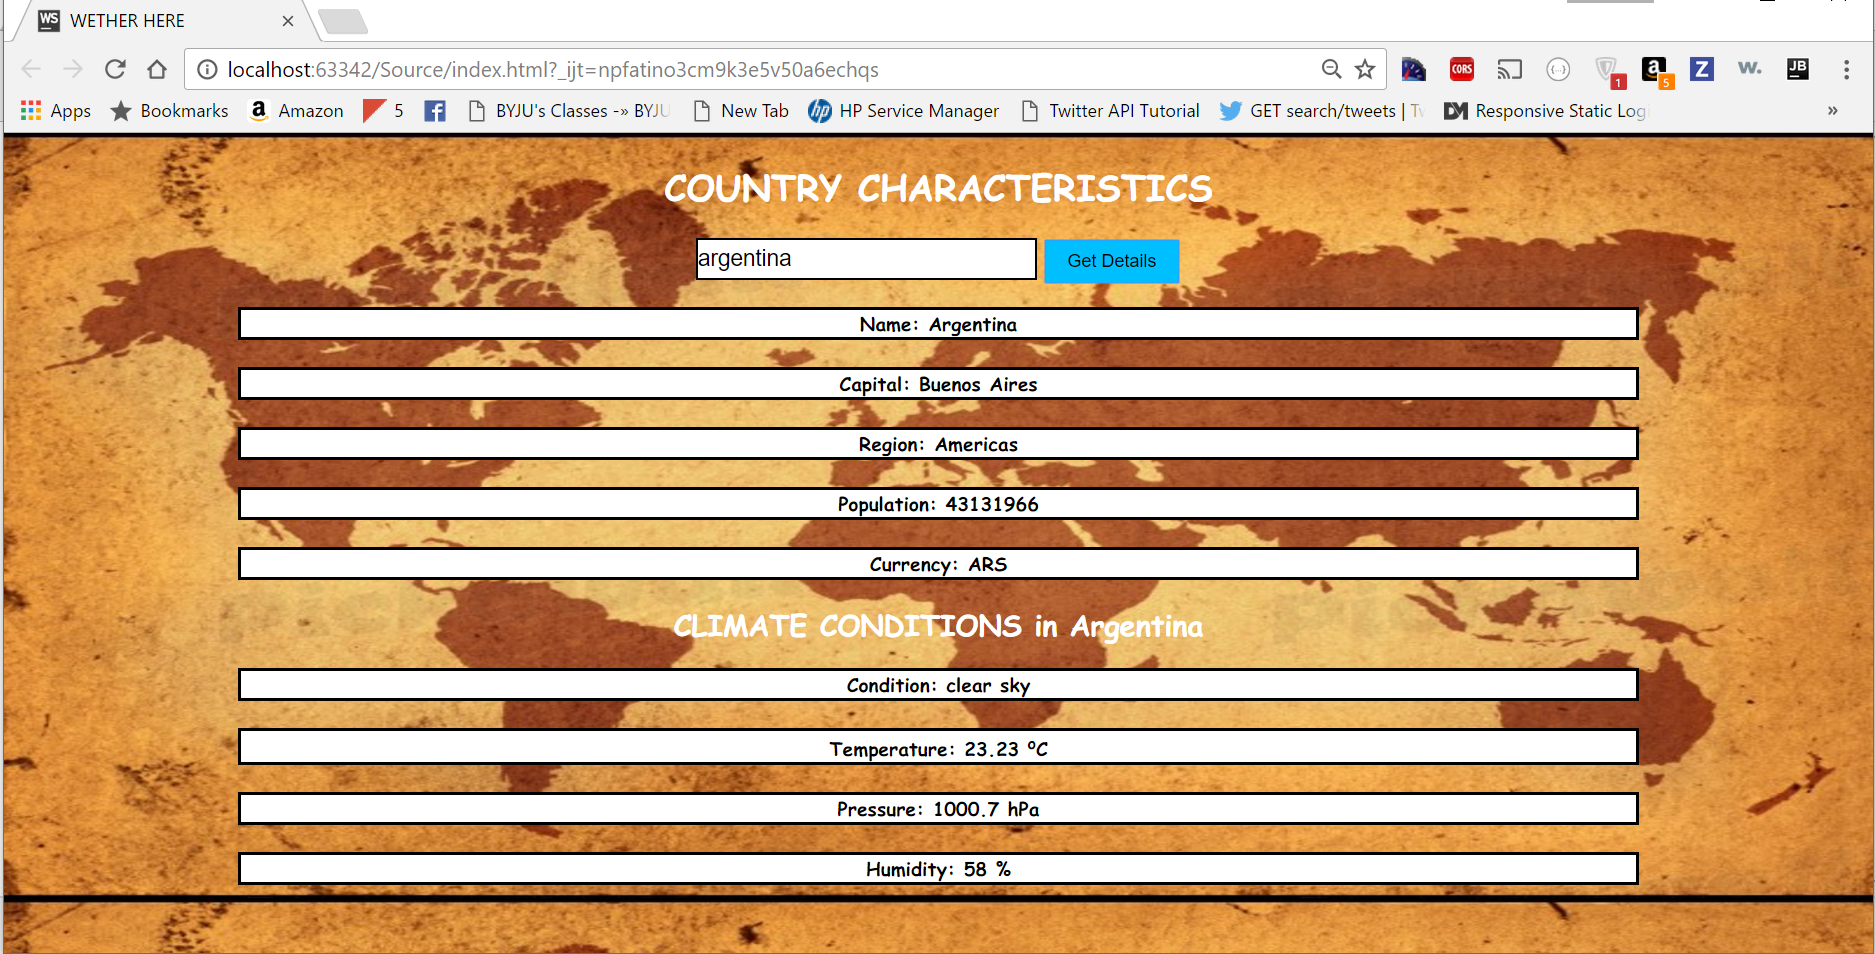 WS WETHER HERE
localhost:63342/Source/index.html?_ijt=npfatino3cm9k3e5v50a6echqs CORS {...} 1 a 5 Z w. JB
Apps Bookmarks a Amazon 5 f BYJU's Classes -» BYJU New Tab hp HP Service Manager Twitter API Tutorial GET search/tweets | Tw DM Responsive Static Log »
COUNTRY CHARACTERISTICS
argentina Get Details
Name: Argentina
Capital: Buenos Aires
Region: Americas
Population: 43131966
Currency: ARS
CLIMATE CONDITIONS in Argentina
Condition: clear sky
Temperature: 23.23 ºC
Pressure: 1000.7 hPa
Humidity: 58 %